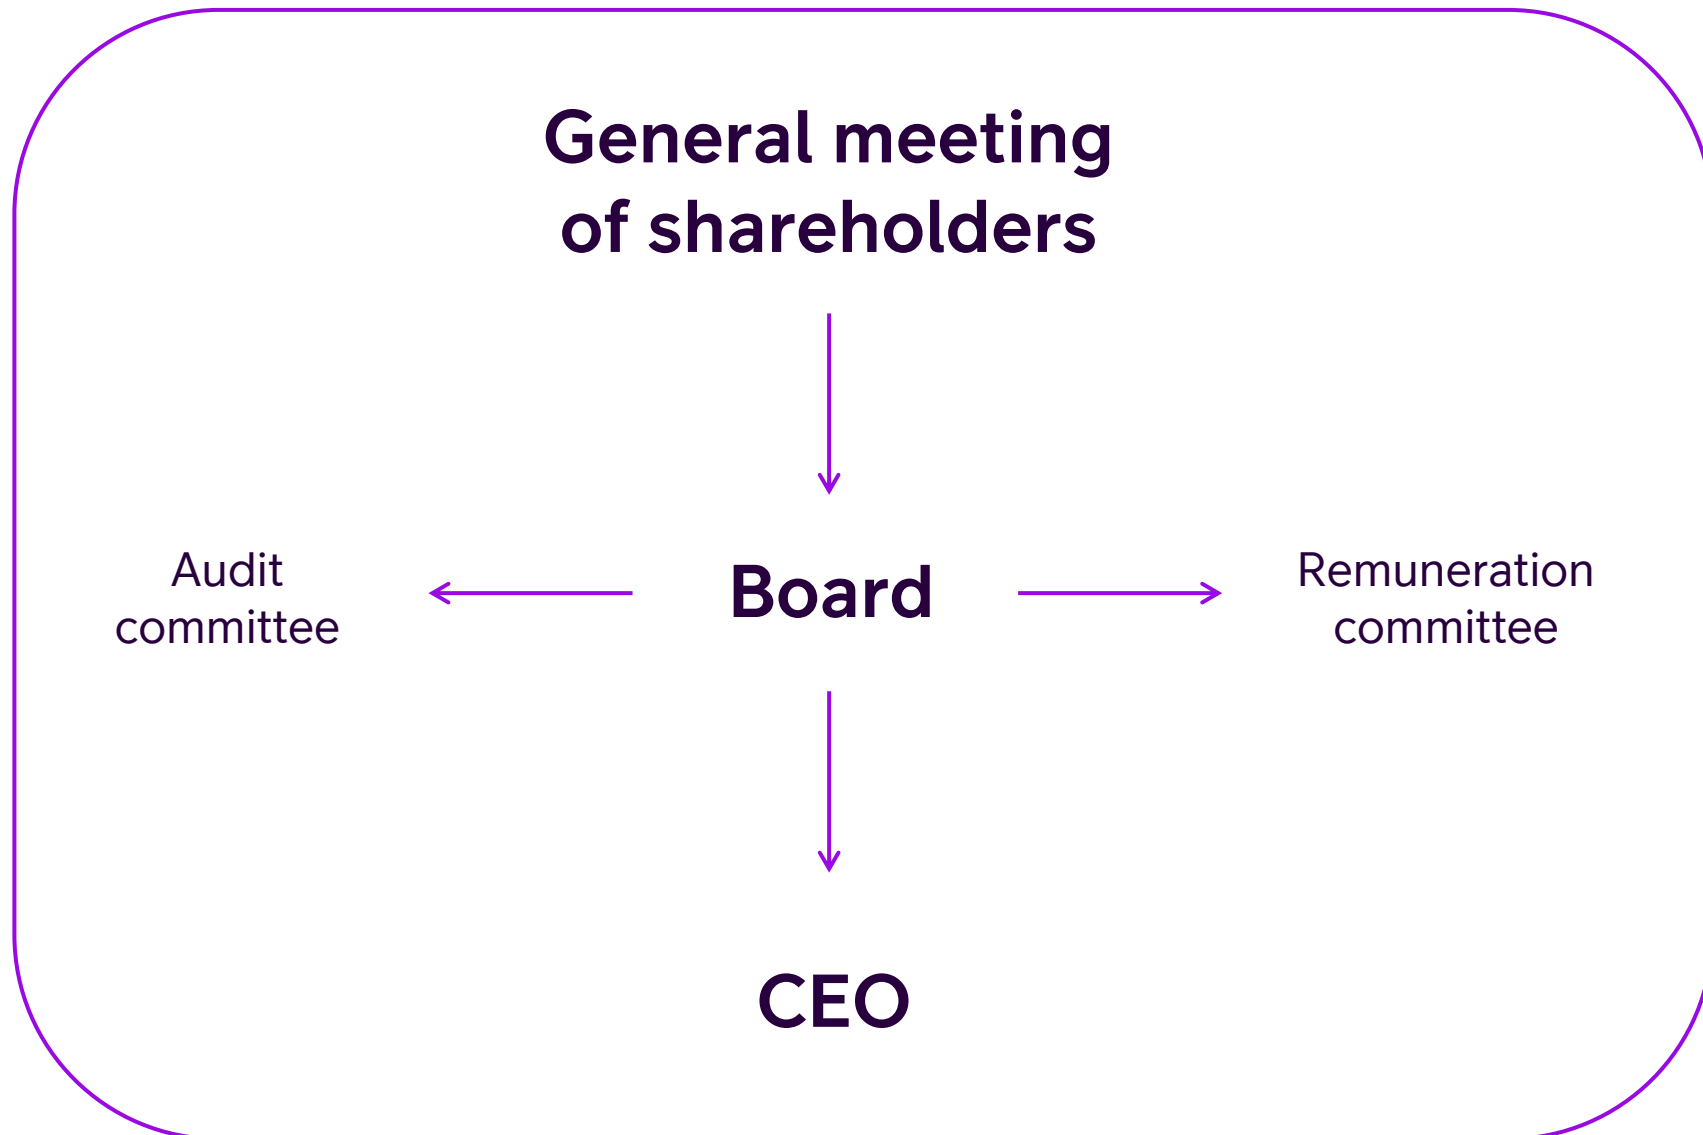 General meeting
of shareholders
Audit
committee
Board
Remuneration
committee
CEO